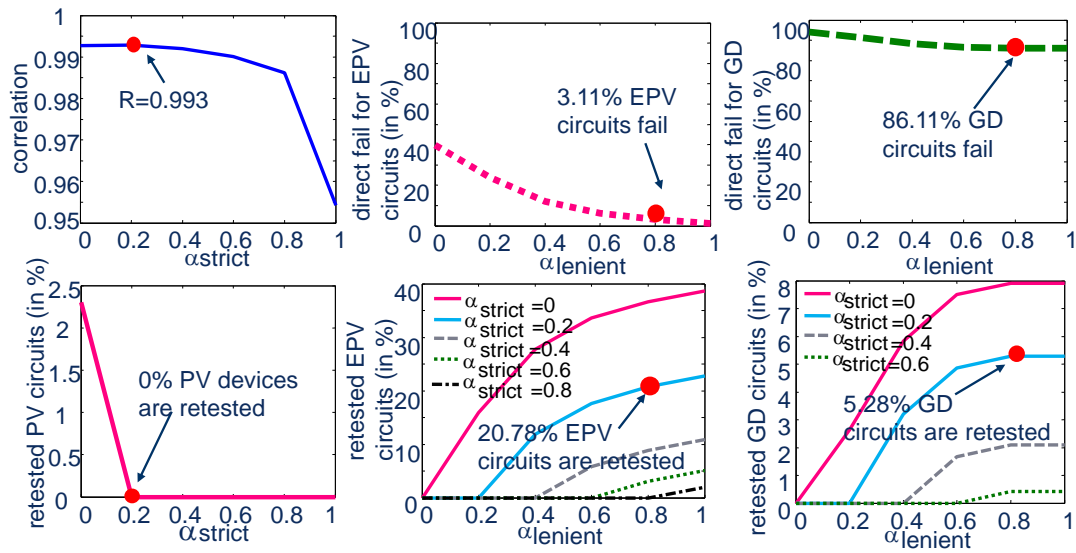 correlation
1
0.99
0.98
0.97
0.96
0.95
R=0.993
0 0.2 0.4 0.6 0.8 1
αstrict
direct fail for EPV
circuits (in %)
100
80
60
40
20
0
3.11% EPV
circuits fail
0 0.2 0.4 0.6 0.8 1
αlenient
direct fail for GD
circuits (in %)
100
80
60
40
20
0
86.11% GD
circuits fail
0 0.2 0.4 0.6 0.8 1
αlenient
retested PV circuits (in %)
2.5
2
1.5
1
0.5
0
0% PV devices
are retested
0 0.2 0.4 0.6 0.8 1
αstrict
retested EPV
circuits (in %)
40
30
20
10
0
αstrict =0
αstrict =0.2
αstrict =0.4
αstrict =0.6
αstrict =0.8
20.78% EPV
circuits are retested
0 0.2 0.4 0.6 0.8 1
αlenient
retested GD circuits (in %)
8
7
6
5
4
3
2
1
0
αstrict =0
αstrict =0.2
αstrict =0.4
αstrict =0.6
5.28% GD
circuits are retested
0 0.2 0.4 0.6 0.8 1
αlenient